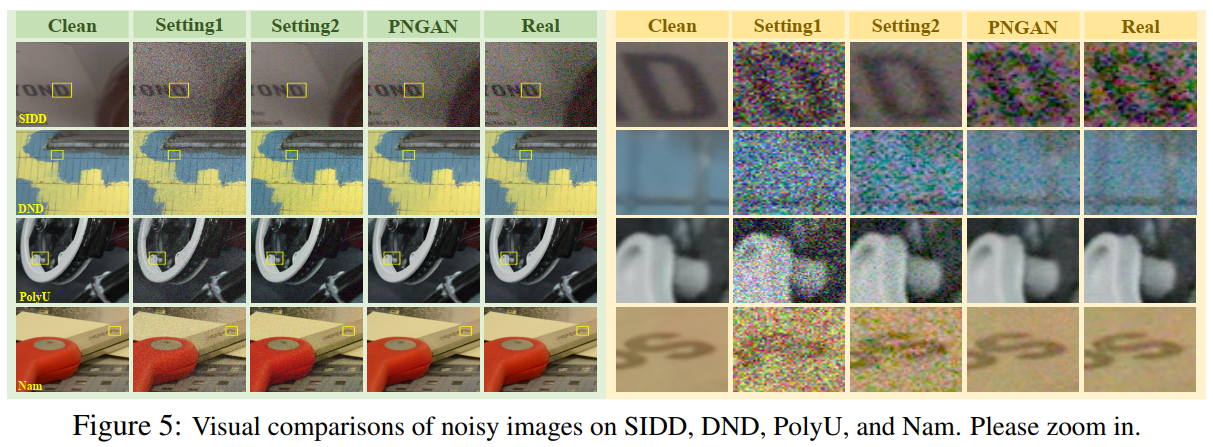 Clean Setting1 Setting2 PNGAN Real Clean Setting1 Setting2 PNGAN Real
SIDD
DND
PolyU
Nam
Figure 5: Visual comparisons of noisy images on SIDD, DND, PolyU, and Nam. Please zoom in.